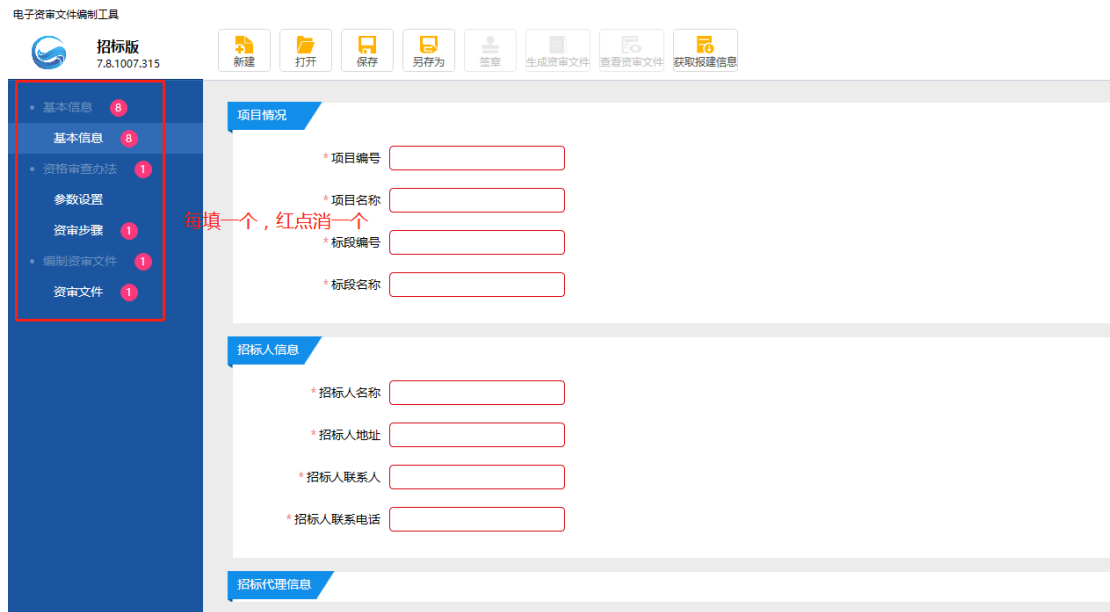 电子资审文件编制工具
招标版
7.8.1007.315
新建
打开
保存
另存为
签章
生成资审文件
查看资审文件
获取报建信息
基本信息 8
基本信息 8
资格审查办法 1
参数设置
资审步骤 1
编制资审文件 1
资审文件 1
项目情况
*项目编号
*项目名称
每填一个，红点消一个
*标段编号
*标段名称
招标人信息
*招标人名称
*招标人地址
*招标人联系人
*招标人联系电话
招标代理信息